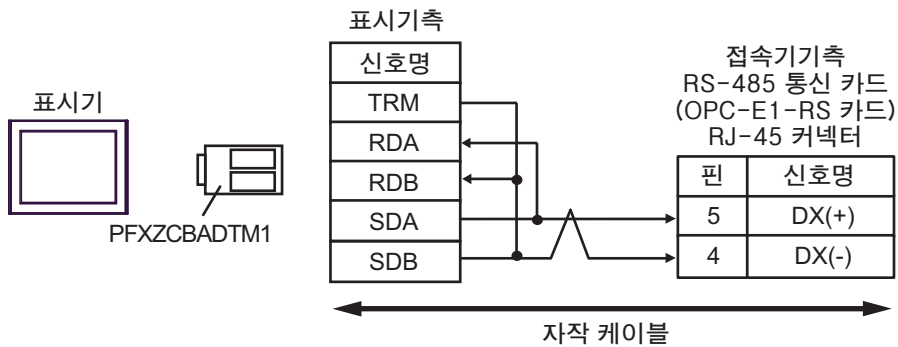 표시기
PFXZCBADTM1
표시기측
신호명
TRM
RDA
RDB
SDA
SDB
접속기기측
RS-485 통신 카드
(OPC-E1-RS 카드)
RJ-45 커넥터
핀 신호명
5 DX(+)
4 DX(-)
자작 케이블